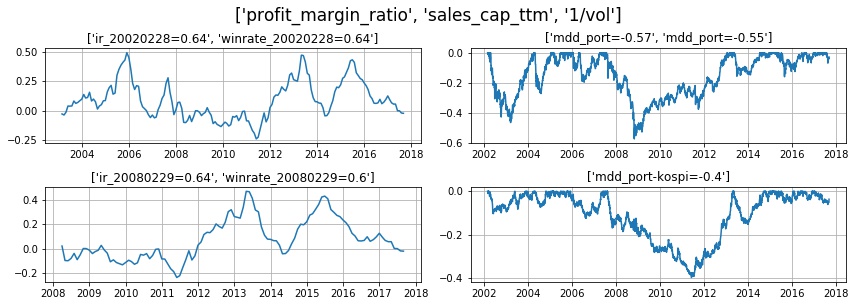 ['profit_margin_ratio', 'sales_cap_ttm', '1/vol']
['ir_20020228=0.64', 'winrate_20020228=0.64']
0.50
0.25
0.00
−0.25
2004 2006 2008 2010 2012 2014 2016 2018
['mdd_port=-0.57', 'mdd_port=-0.55']
0.0
−0.2
−0.4
−0.6
2002 2004 2006 2008 2010 2012 2014 2016 2018
['ir_20080229=0.64', 'winrate_20080229=0.6']
0.4
0.2
0.0
−0.2
2008 2009 2010 2011 2012 2013 2014 2015 2016 2017 2018
['mdd_port-kospi=-0.4']
0.0
−0.2
−0.4
2002 2004 2006 2008 2010 2012 2014 2016 2018